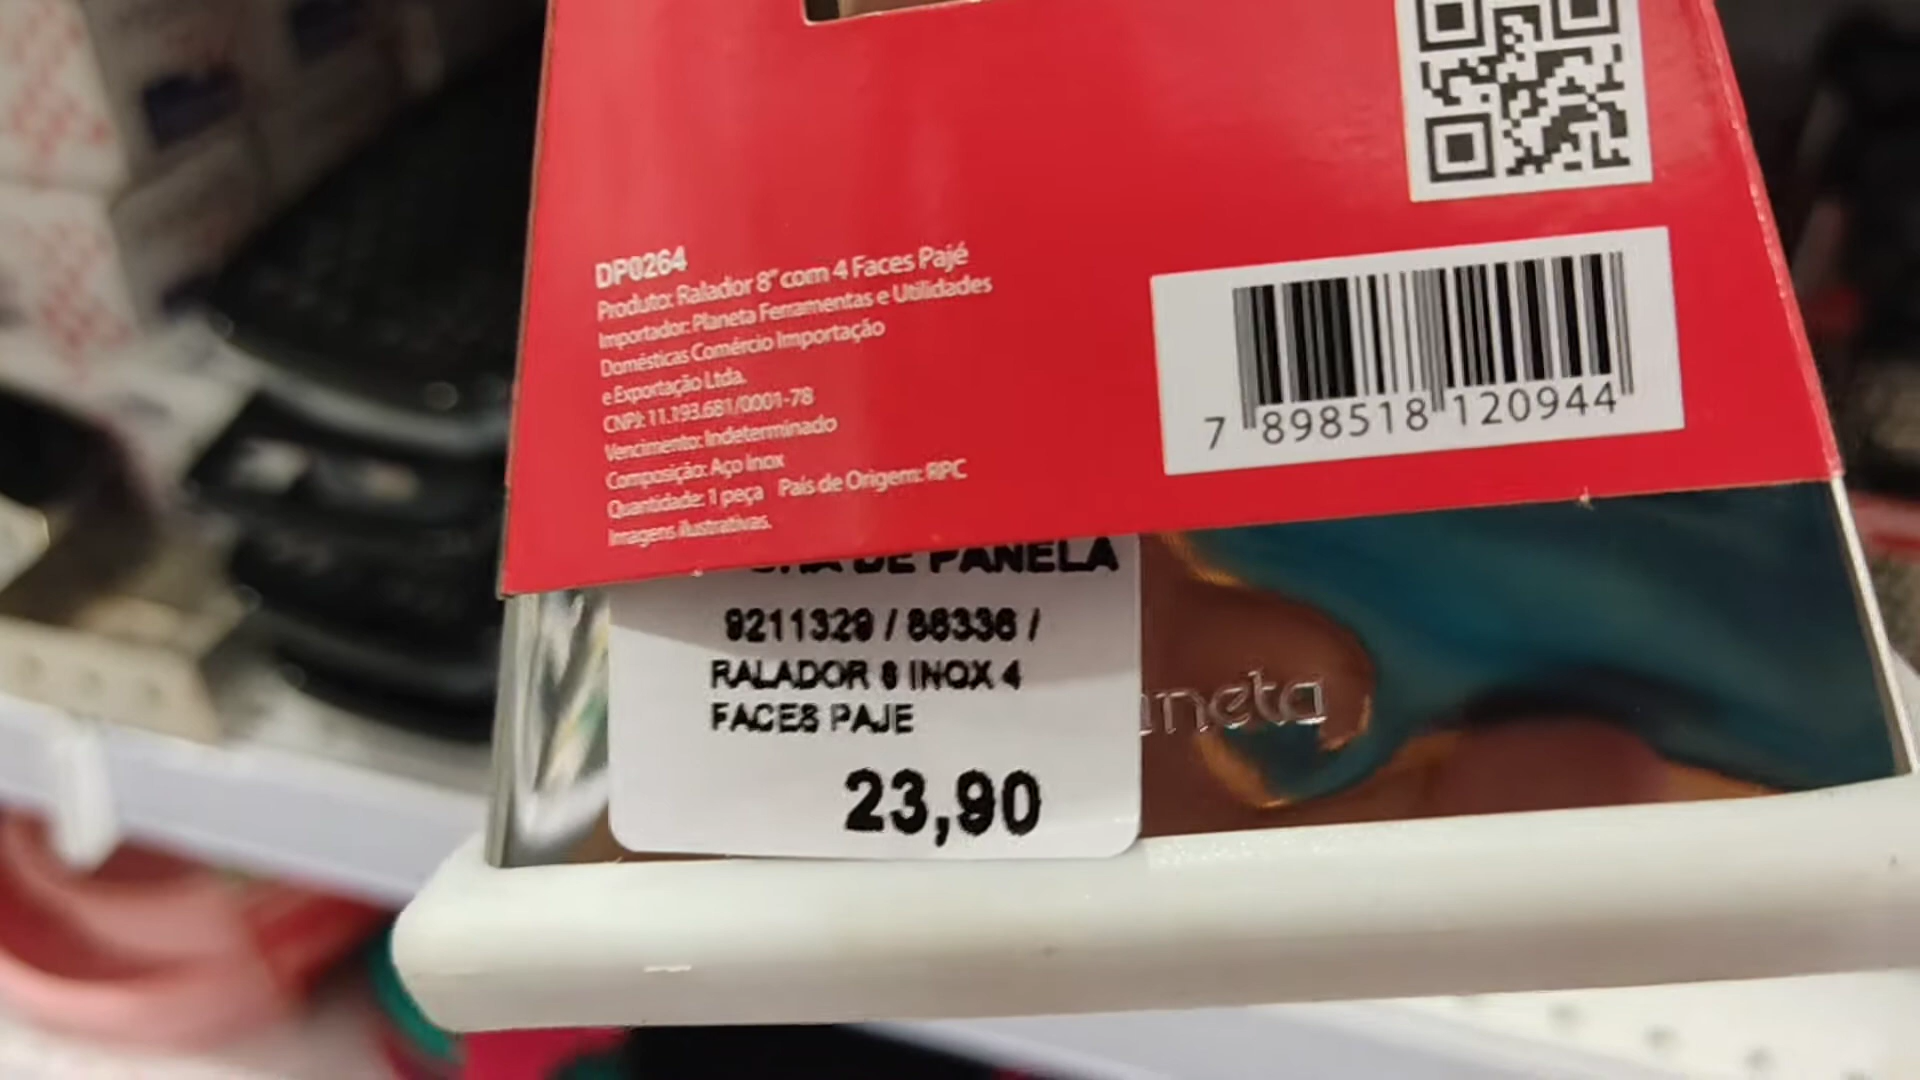 DP0264
Produto: Ralador 8" com 4 Faces Pajé
Importador: Planeta Ferramentas e Utilidades
Domésticas Comércio Importação
e Exportação Ltda.
CNPJ: 11.193.681/0001-78
Vencimento: Indeterminado
Composição: Aço Inox
Quantidade: 1 peça País de Origem: RPC
Imagens ilustrativas.
7 898518 120944
DE PANELA
9211329 / 86336 /
RALADOR 8 INOX 4
FACES PAJE
23,90
aneta